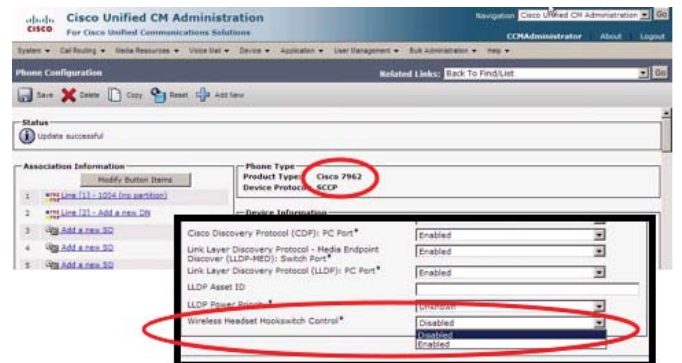 Cisco Unified CM Administration
Navigation Cisco Unified CM Administration Go
CISCO
For Cisco Unified Communications Solutions
CCMAdministrator About Logout
System Call Routing Media Resources Voice Mail Device Application User Management Bulk Administration Help
Phone Configuration
Related Links: Back To Find/List Go
Save Delete Copy Reset Add New
Status
Update successful
Association Information
Modify Button Items
1 Line [1] - 1004 (no partition)
2 Line [2] - Add a new DN
3 Add a new SD
4 Add a new SD
5 Add a new SD
Phone Type
Product Type: Cisco 7962
Device Protocol: SCCP
Device Information
Cisco Discovery Protocol (CDP): PC Port* Enabled
Link Layer Discovery Protocol - Media Endpoint
Discover (LLDP-MED): Switch Port* Enabled
Link Layer Discovery Protocol (LLDP): PC Port* Enabled
LLDP Asset ID
LLDP Power Priority* Unknown
Wireless Headset Hookswitch Control* Disabled
Disabled
Enabled